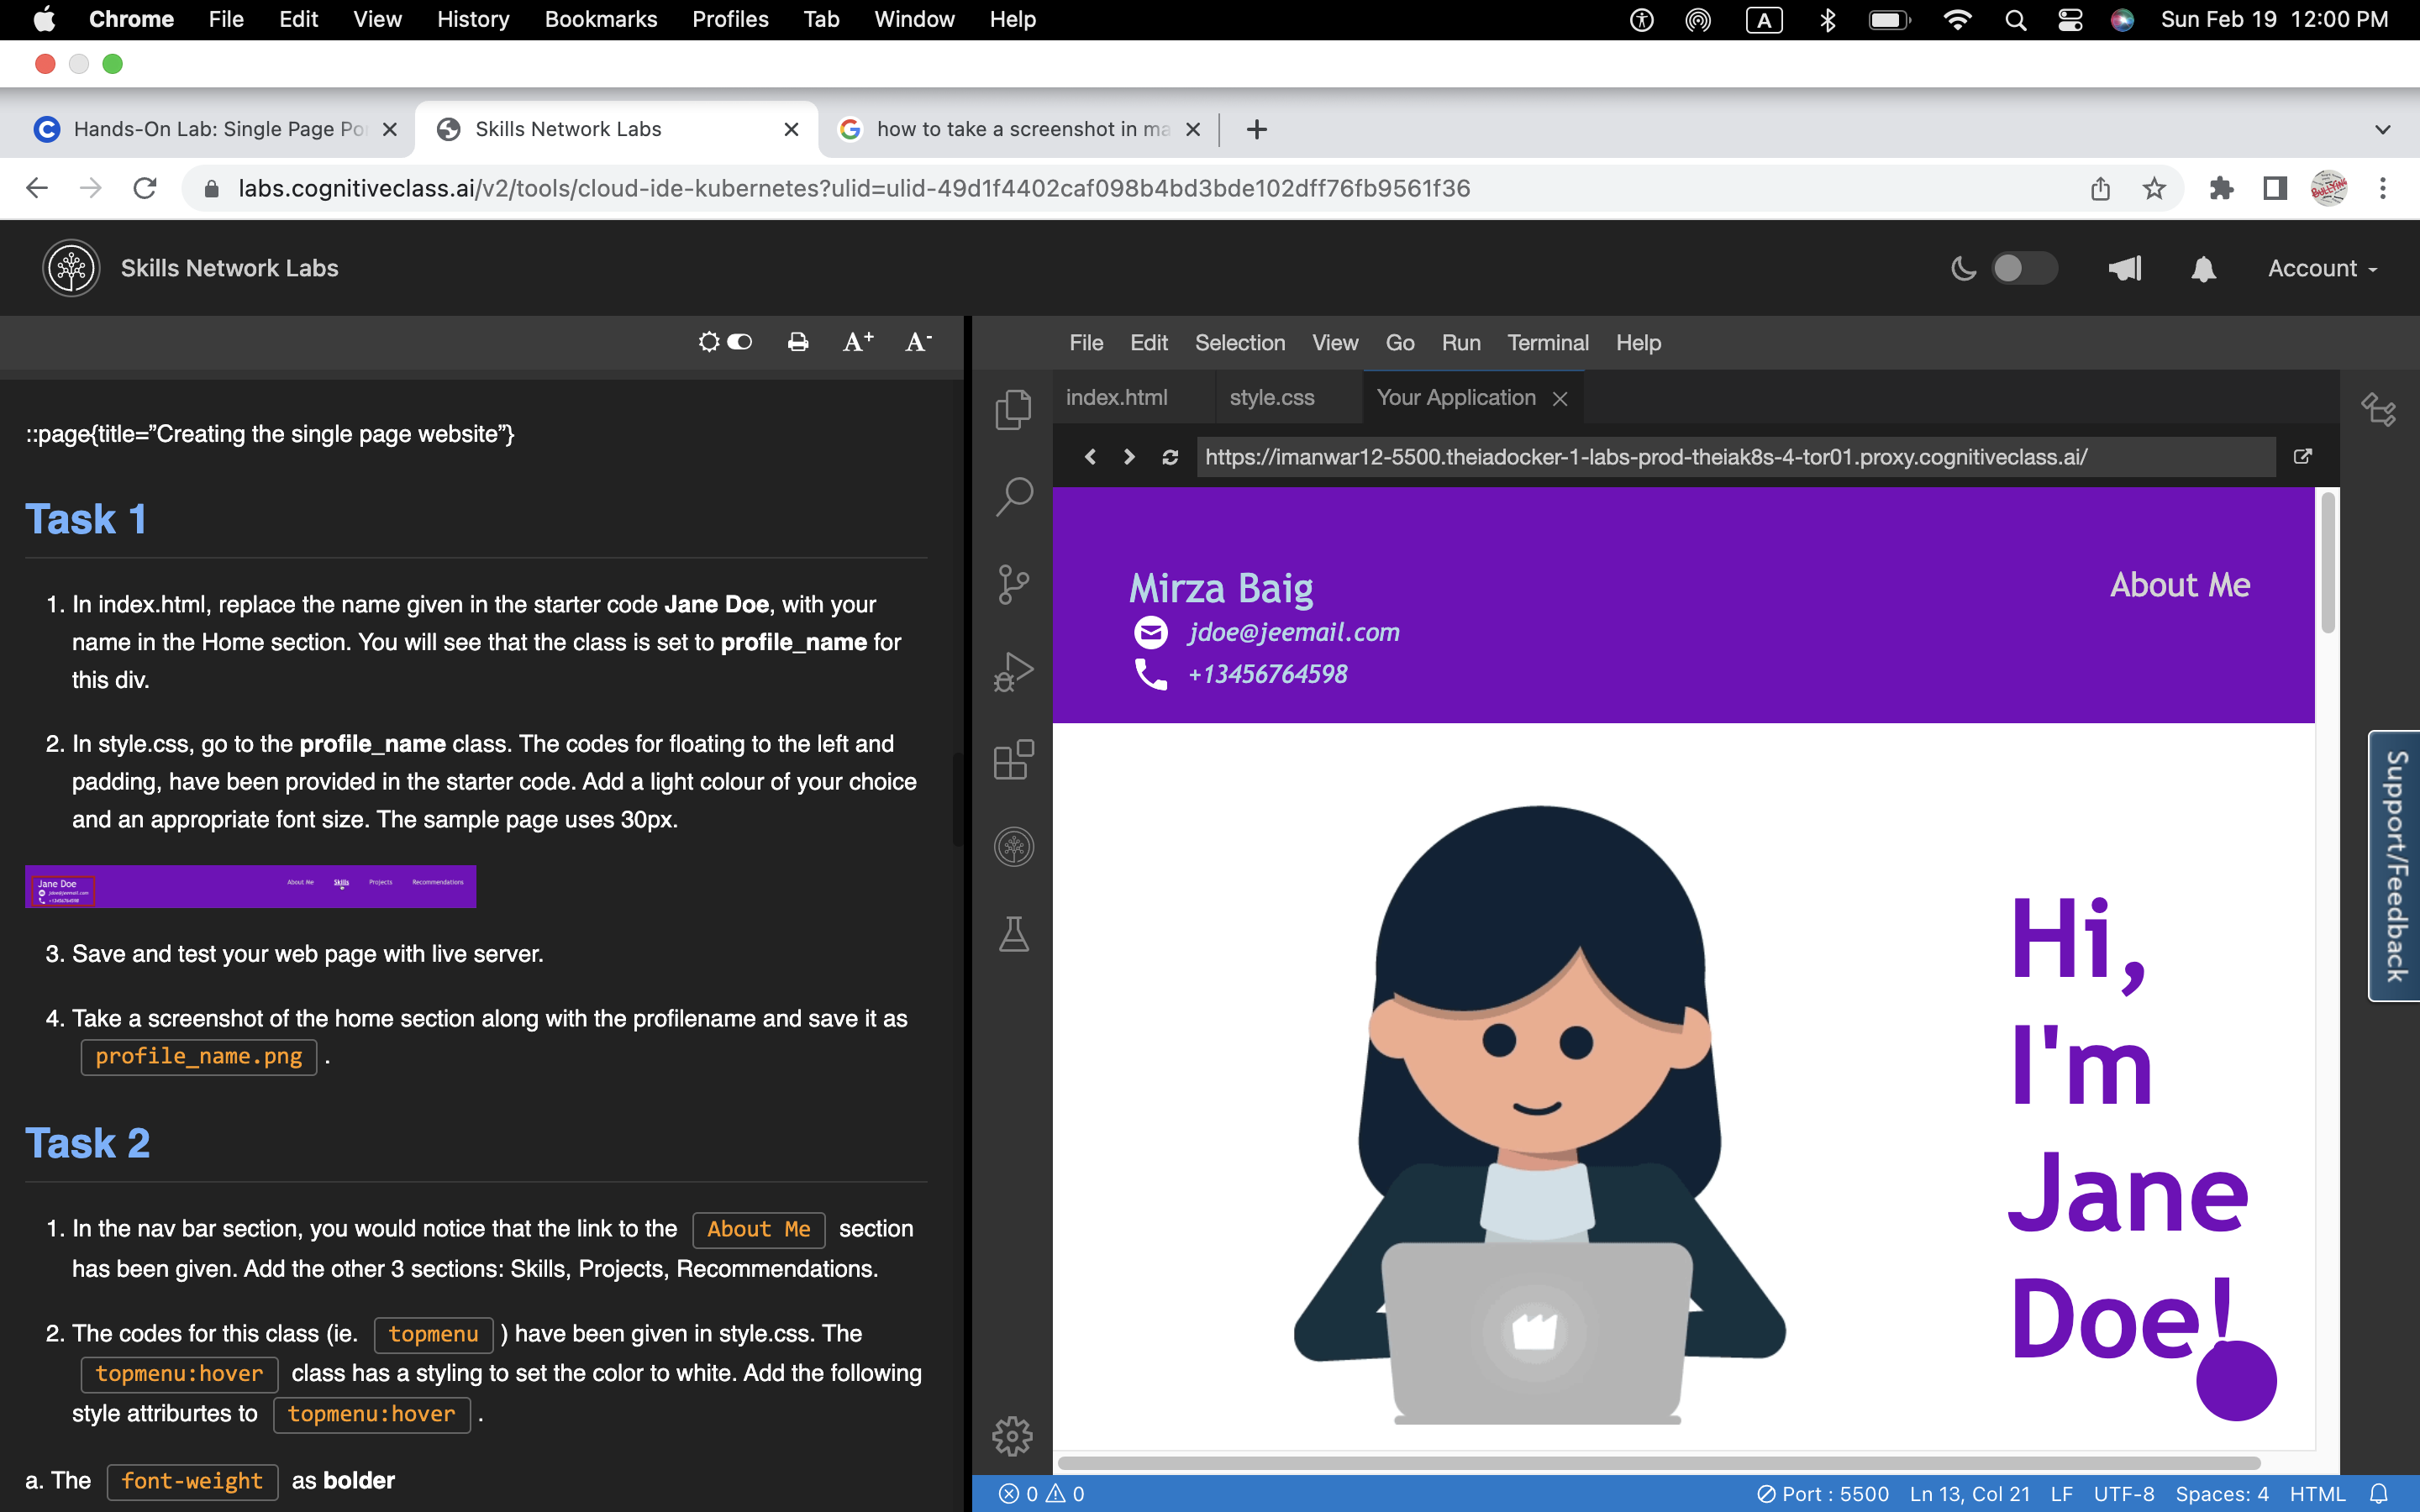 Chrome File Edit View History Bookmarks Profiles Tab Window Help A Sun Feb 19 12:00 PM
Hands-On Lab: Single Page Po Skills Network Labs how to take a screenshot in ma
labs.cognitiveclass.ai/v2/tools/cloud-ide-kubernetes?ulid=ulid-49d1f4402caf098b4bd3bde102dff76fb9561f36
Skills Network Labs Account
A+ A-
::page{title=”Creating the single page website”}
Task 1
1. In index.html, replace the name given in the starter code Jane Doe, with your
name in the Home section. You will see that the class is set to profile_name for
this div.
2. In style.css, go to the profile_name class. The codes for floating to the left and
padding, have been provided in the starter code. Add a light colour of your choice
and an appropriate font size. The sample page uses 30px.
Jane Doe About Me Skills Projects Recommendations
jdoe@jeemail.com
+13456764598
3. Save and test your web page with live server.
4. Take a screenshot of the home section along with the profilename and save it as
profile_name.png .
Task 2
1. In the nav bar section, you would notice that the link to the About Me section
has been given. Add the other 3 sections: Skills, Projects, Recommendations.
2. The codes for this class (ie. topmenu ) have been given in style.css. The
topmenu:hover class has a styling to set the color to white. Add the following
style attriburtes to topmenu:hover .
a. The font-weight as bolder
File Edit Selection View Go Run Terminal Help
index.html style.css Your Application
https://imanwar12-5500.theiadocker-1-labs-prod-theiak8s-4-tor01.proxy.cognitiveclass.ai/
Mirza Baig
About Me
jdoe@jeemail.com
+13456764598
Hi,
I'm
Jane
Doe!
Support/Feedback
0 0 Port : 5500 Ln 13, Col 21 LF UTF-8 Spaces: 4 HTML